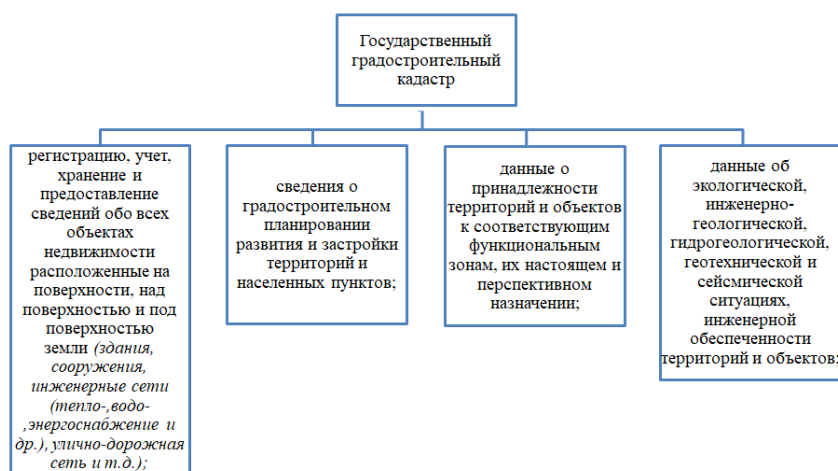 Государственный
градостроительный
кадастр
регистрацию, учет,
хранение и
предоставление
сведений обо всех
объектах
недвижимости
расположенные на
поверхности, над
поверхностью и под
поверхностью
земли (здания,
сооружения,
инженерные сети
(тепло-,водо-
,энергоснабжение и
др.), улично-дорожная
сеть и т.д.);
сведения о
градостроительном
планировании
развития и застройки
территорий и
населенных пунктов;
данные о
принадлежности
территорий и объектов
к соответствующим
функциональным
зонам, их настоящем и
перспективном
назначении;
данные об
экологической,
инженерно-
геологической,
гидрогеологической,
геотехнической и
сейсмической
ситуациях,
инженерной
обеспеченности
территорий и объектов;